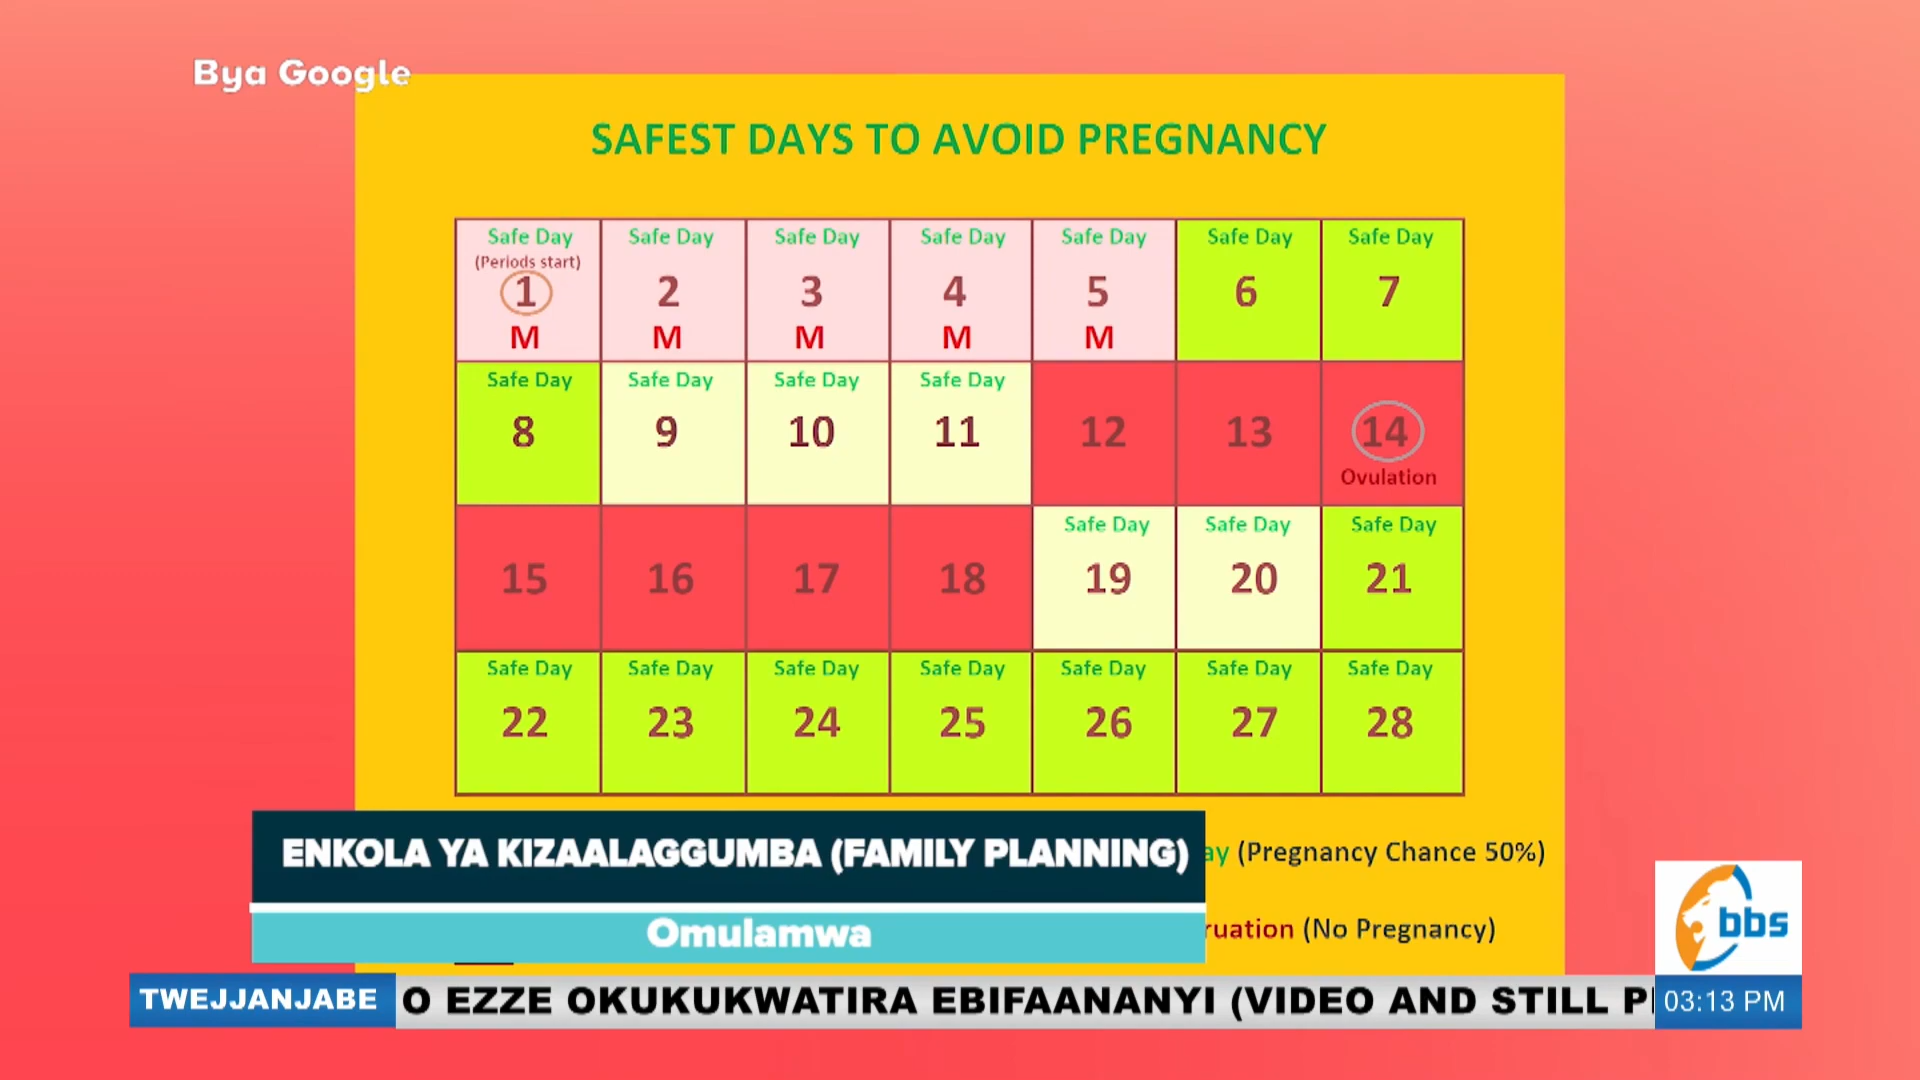 Bya Google
SAFEST DAYS TO AVOID PREGNANCY
Safe Day Safe Day Safe Day Safe Day Safe Day Safe Day Safe Day
(Periods start)
1 2 3 4 5 6 7
M M M M M
Safe Day Safe Day Safe Day Safe Day
8 9 10 11 12 13 14
Ovulation
Safe Day Safe Day Safe Day
15 16 17 18 19 20 21
Safe Day Safe Day Safe Day Safe Day Safe Day Safe Day Safe Day
22 23 24 25 26 27 28
ENKOLA YA KIZAALAGGUMBA (FAMILY PLANNING)
ay (Pregnancy Chance 50%)
Omulamwa
ruation (No Pregnancy)
bbs
TWEJJANJABE O EZZE OKUKUKWATIRA EBIFAANANYI (VIDEO AND STILL 03:13 PM